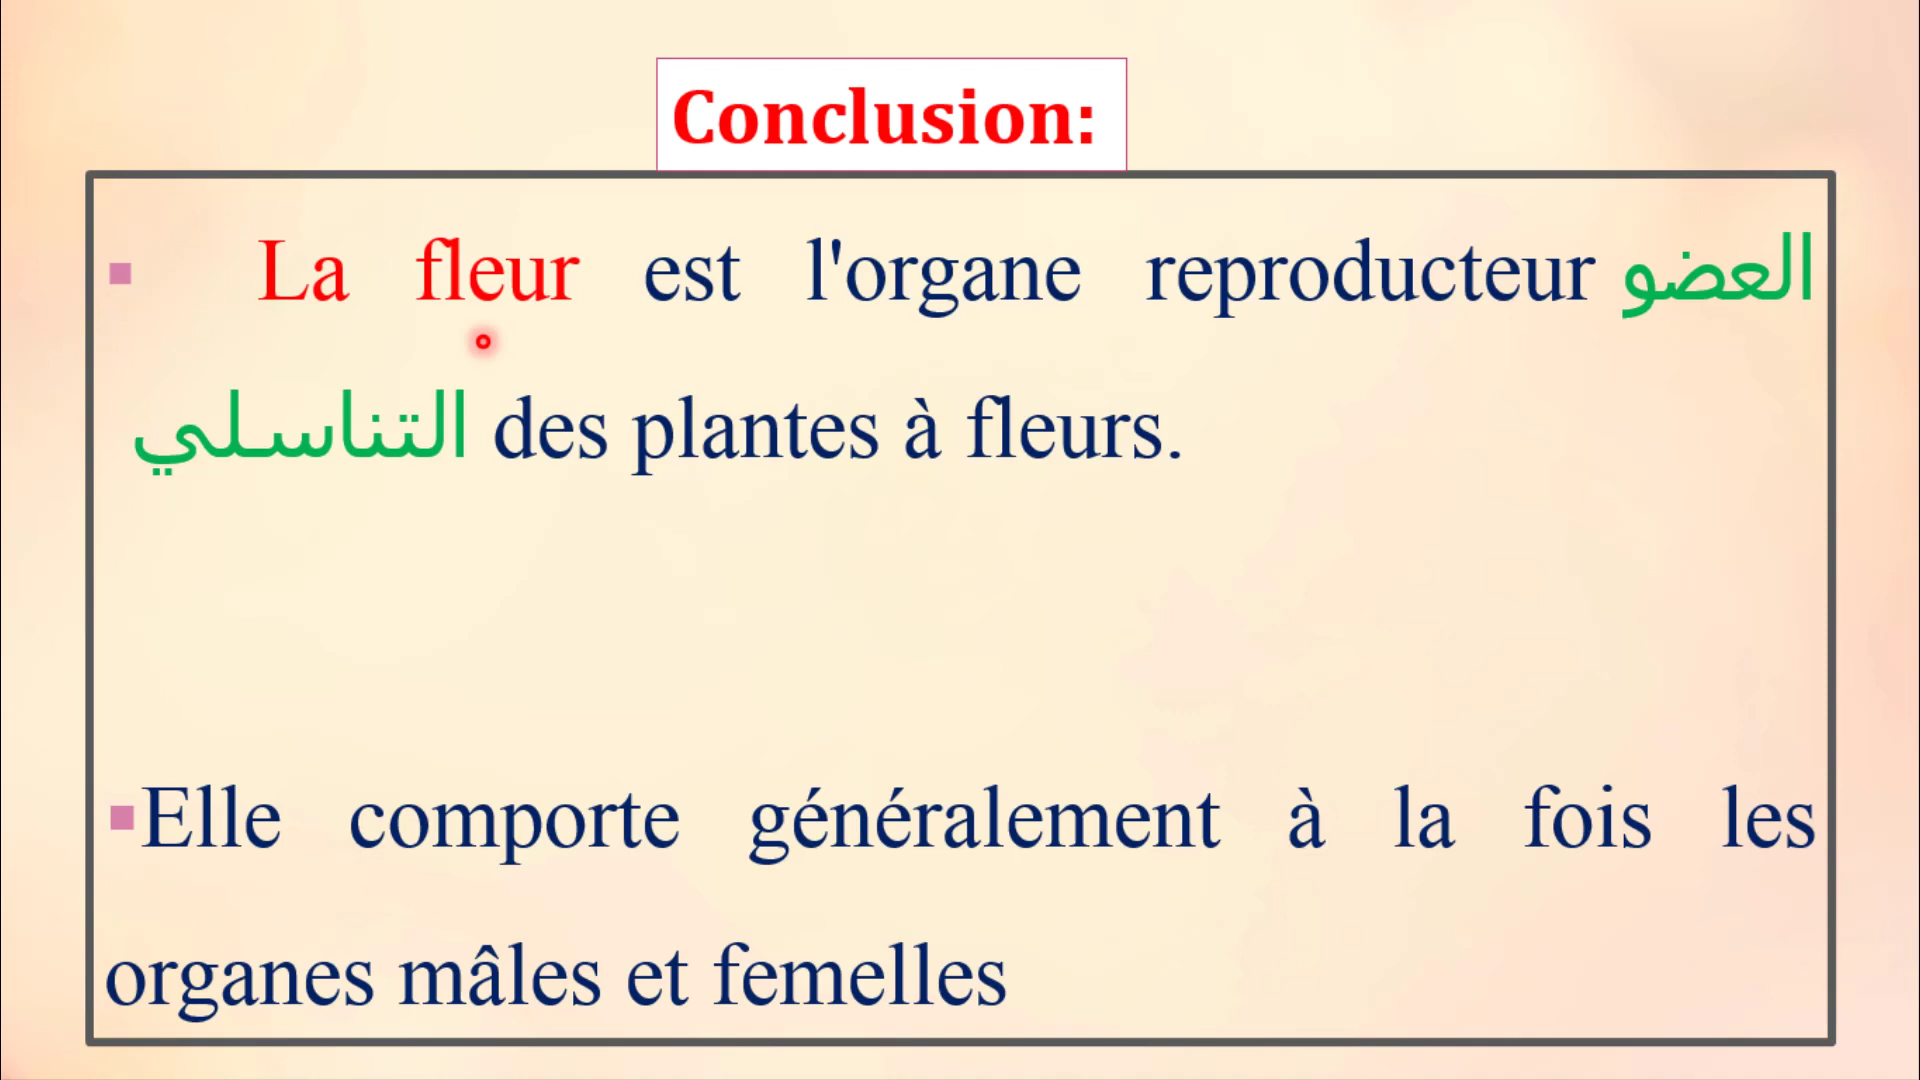 Conclusion:
▪ La fleur est l'organe reproducteur العضو
التناسلي des plantes à fleurs.
▪Elle comporte généralement à la fois les
organes mâles et femelles